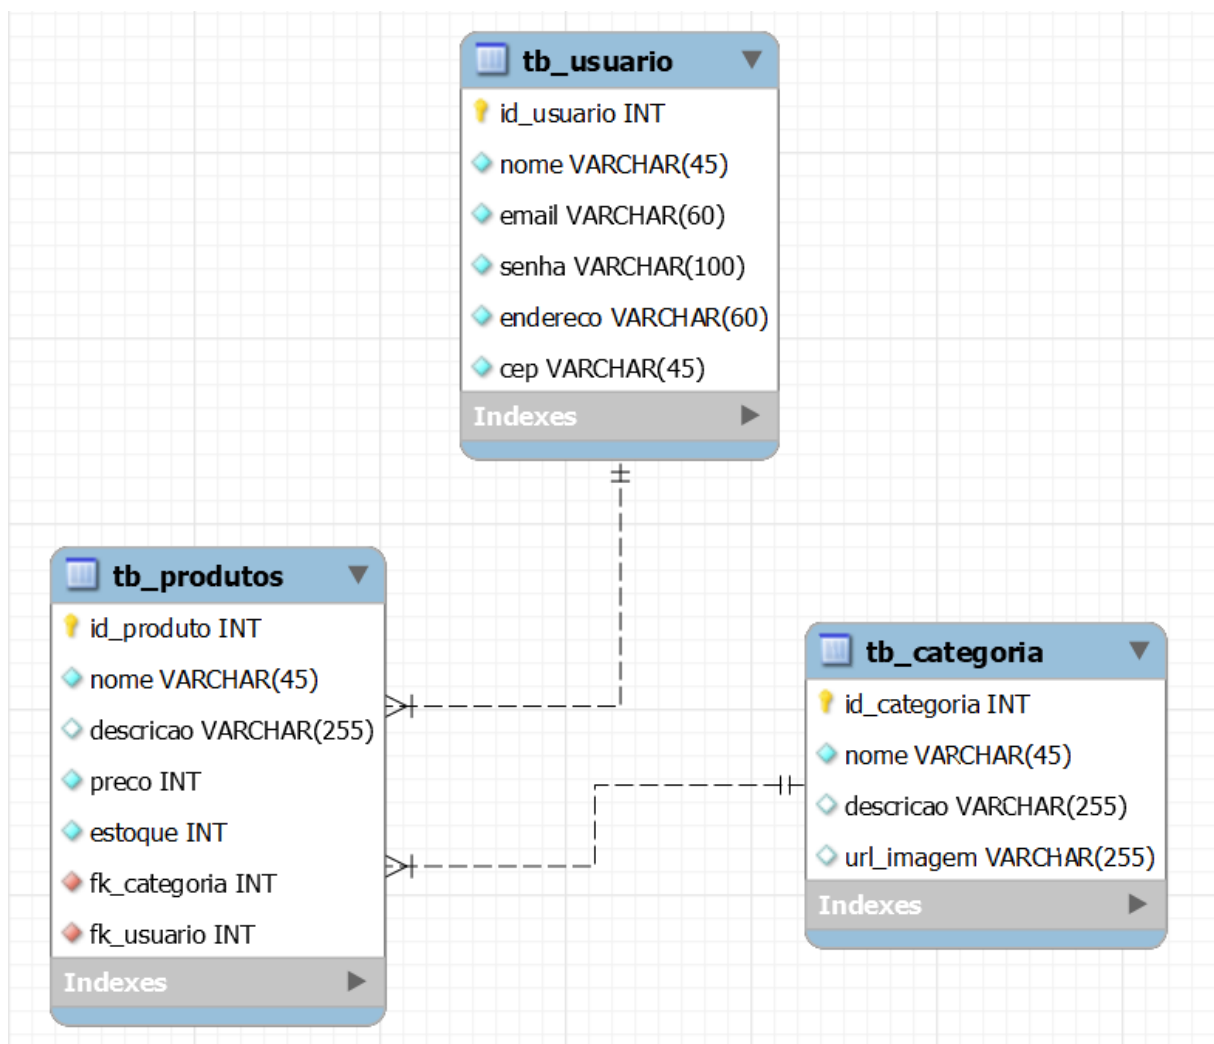 tb_usuario
id_usuario INT
nome VARCHAR(45)
email VARCHAR(60)
senha VARCHAR(100)
endereco VARCHAR(60)
cep VARCHAR(45)
Indexes
tb_produtos
id_produto INT
nome VARCHAR(45)
descricao VARCHAR(255)
preco INT
estoque INT
fk_categoria INT
fk_usuario INT
Indexes
tb_categoria
id_categoria INT
nome VARCHAR(45)
descricao VARCHAR(255)
url_imagem VARCHAR(255)
Indexes